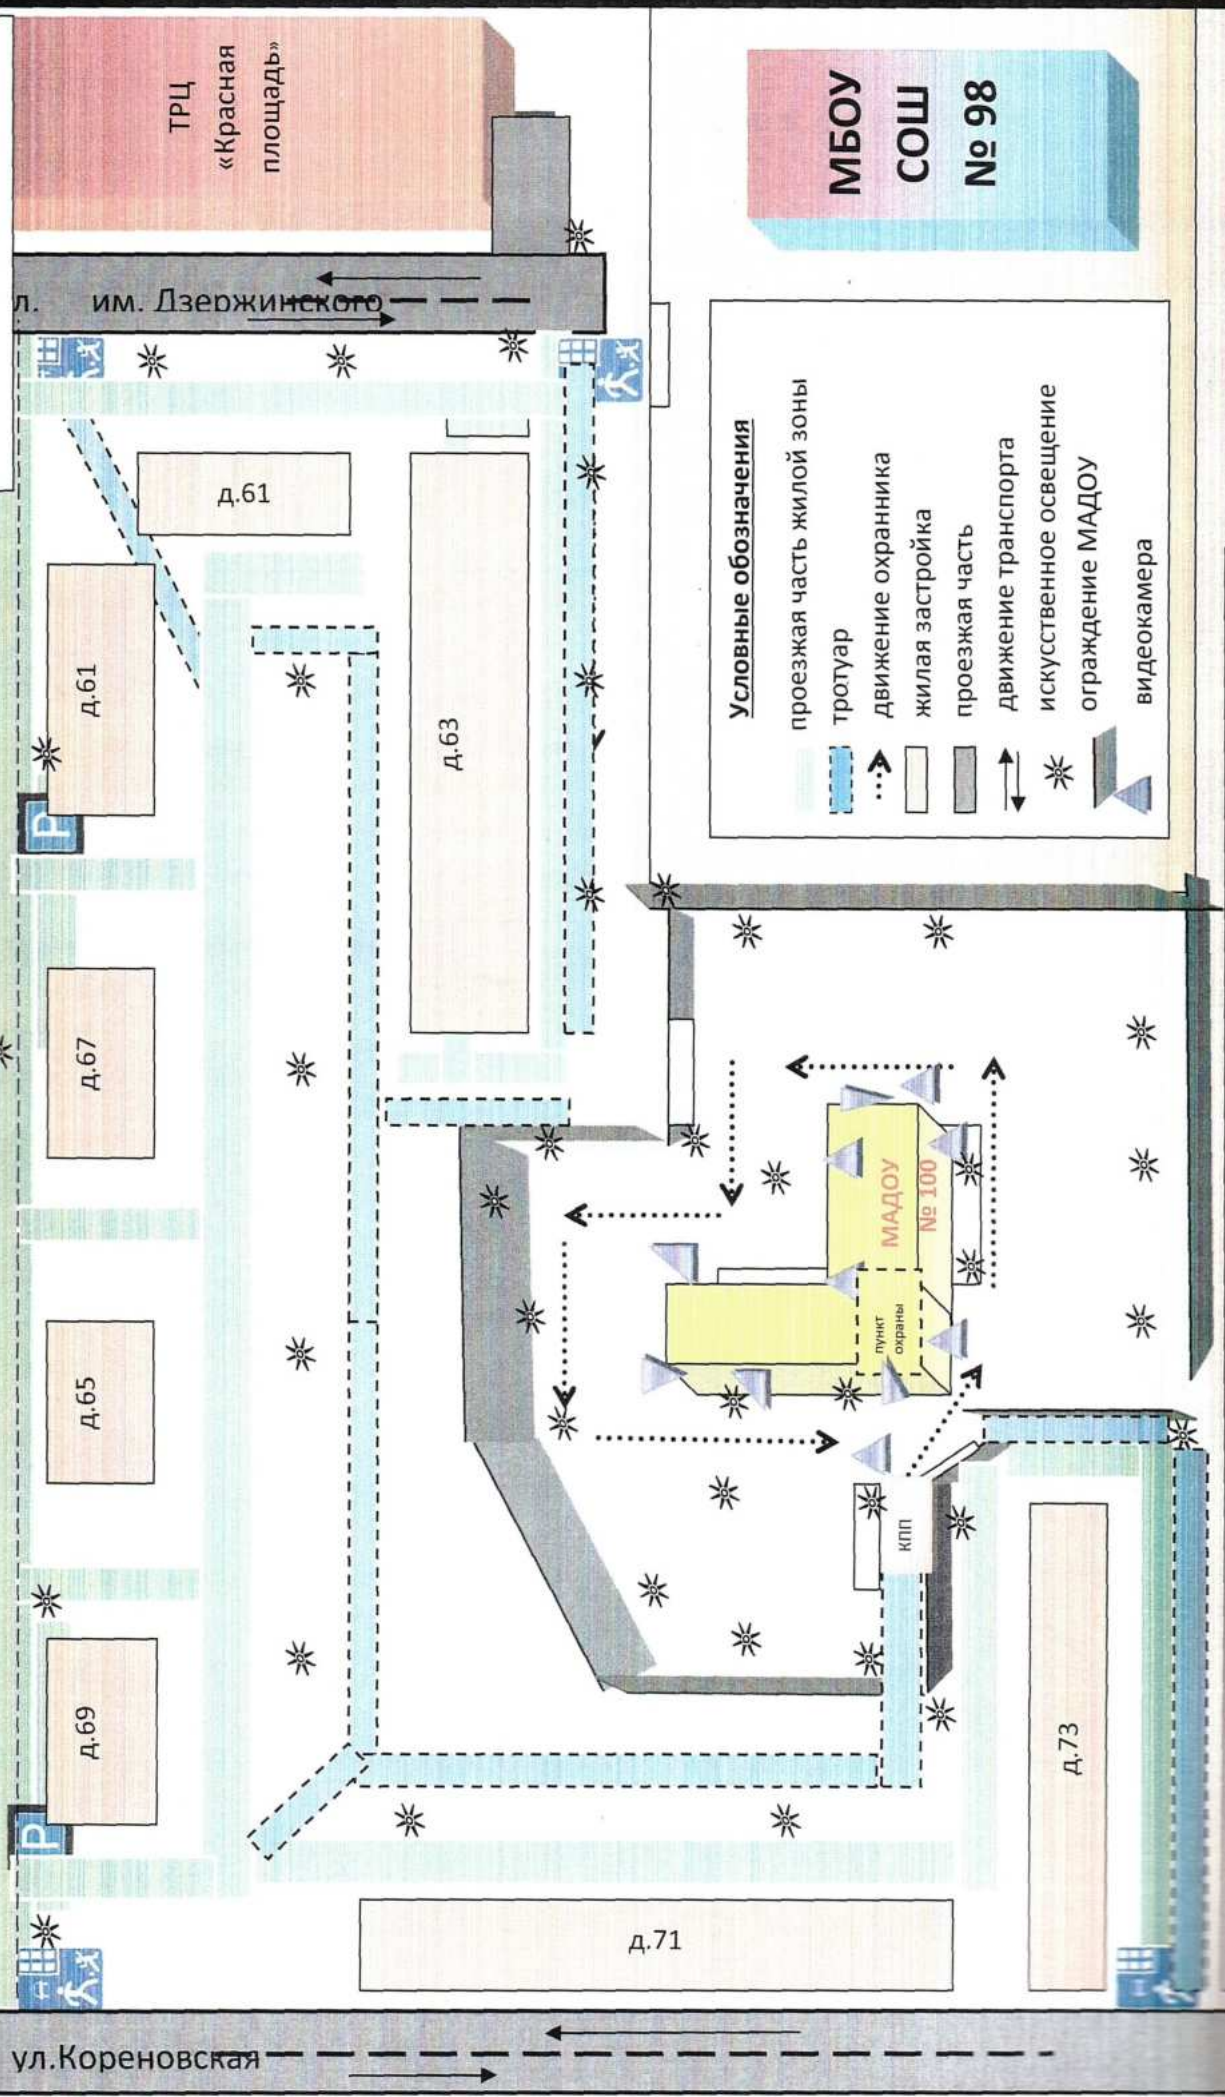 ТРЦ
«Красная
площадь»
МБОУ
СОШ
№ 98
л. им. Дзержинского
д.61
д.61
д.63
д.67
д.65
д.69
Условные обозначения
проезжая часть жилой зоны
тротуар
движение охранника
жилая застройка
проезжая часть
движение транспорта
искусственное освещение
ограждение МАДОУ
видеокамера
P
P
МАДОУ
№ 100
пункт
охраны
КПП
д.73
д.71
ул.Кореновская